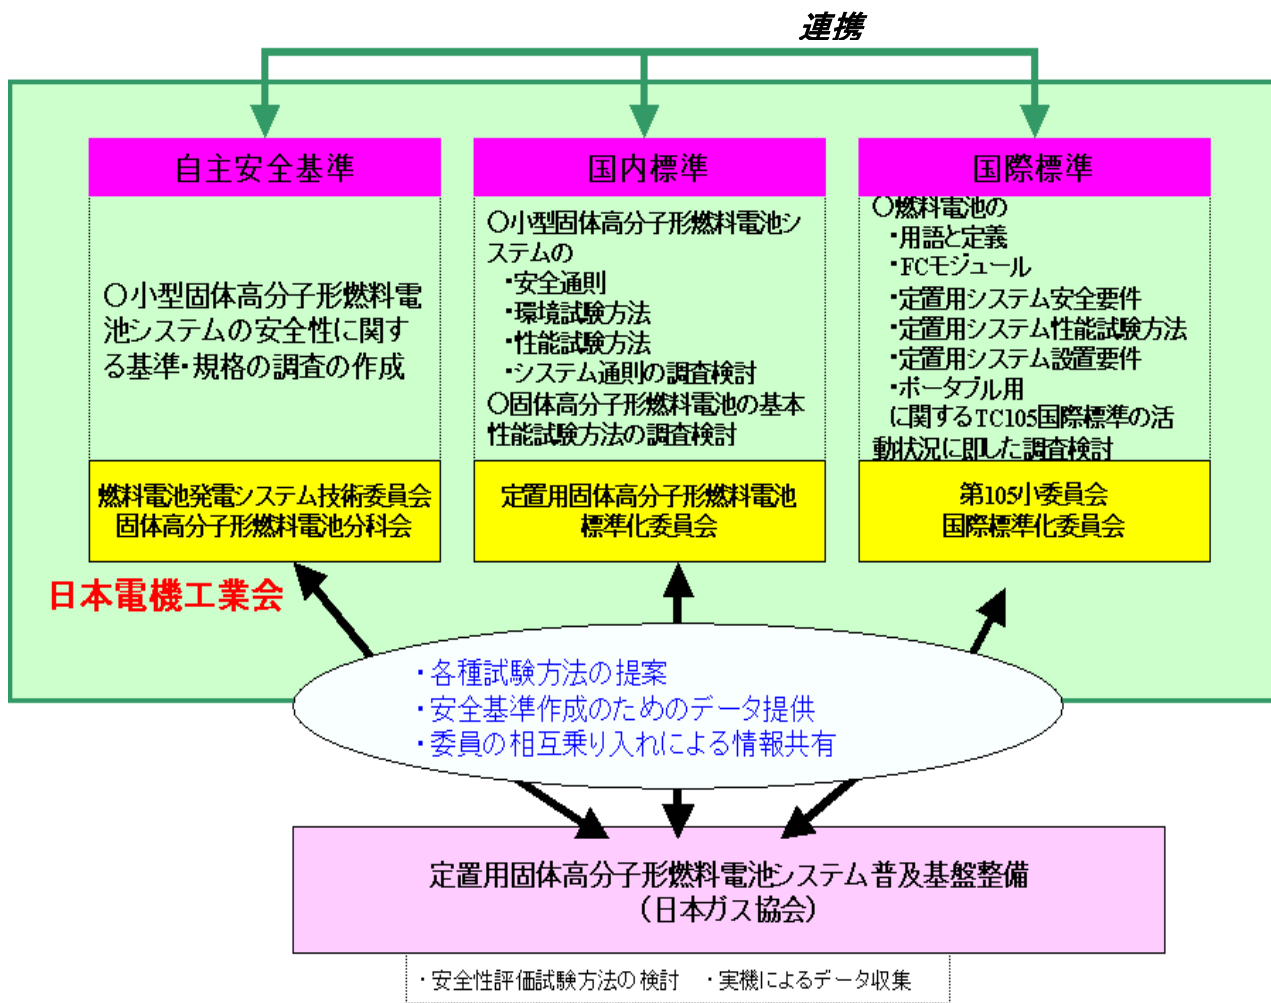 連携
自主安全基準
〇小型固体高分子形燃料電
池システムの安全性に関す
る基準・規格の調査の作成
燃料電池発電システム技術委員会
固体高分子形燃料電池分科会
国内標準
〇小型固体高分子形燃料電池シ
ステムの
・安全通則
・環境試験方法
・性能試験方法
・システム通則の調査検討
〇固体高分子形燃料電池の基本
性能試験方法の調査検討
定置用固体高分子形燃料電池
標準化委員会
国際標準
〇燃料電池の
・用語と定義
・FCモジュール
・定置用システム安全要件
・定置用システム性能試験方法
・定置用システム設置要件
・ポータブル用
に関するTC105国際標準の活
動状況に即した調査検討
第105小委員会
国際標準化委員会
日本電機工業会
・各種試験方法の提案
・安全基準作成のためのデータ提供
・委員の相互乗り入れによる情報共有
定置用固体高分子形燃料電池システム普及基盤整備
（日本ガス協会）
・安全性評価試験方法の検討　・実機によるデータ収集